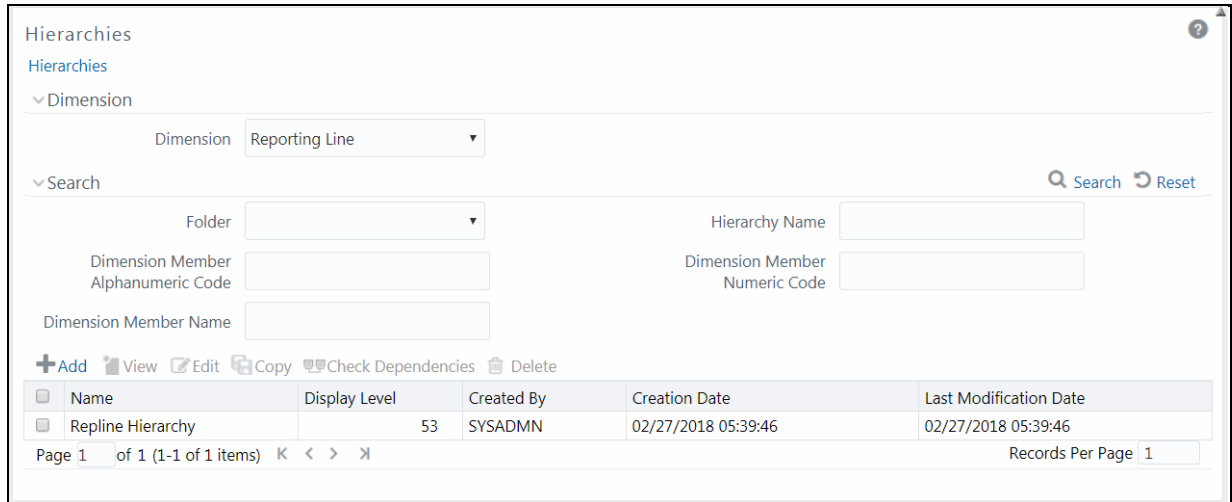 Hierarchies
Hierarchies
Dimension
Dimension Reporting Line
Search Search Reset
Folder Hierarchy Name
Dimension Member Alphanumeric Code Dimension Member Numeric Code
Dimension Member Name
Add View Edit Copy Check Dependencies Delete
Name Display Level Created By Creation Date Last Modification Date
Repline Hierarchy 53 SYSADMN 02/27/2018 05:39:46 02/27/2018 05:39:46
Page 1 of 1 (1-1 of 1 items) Records Per Page 1